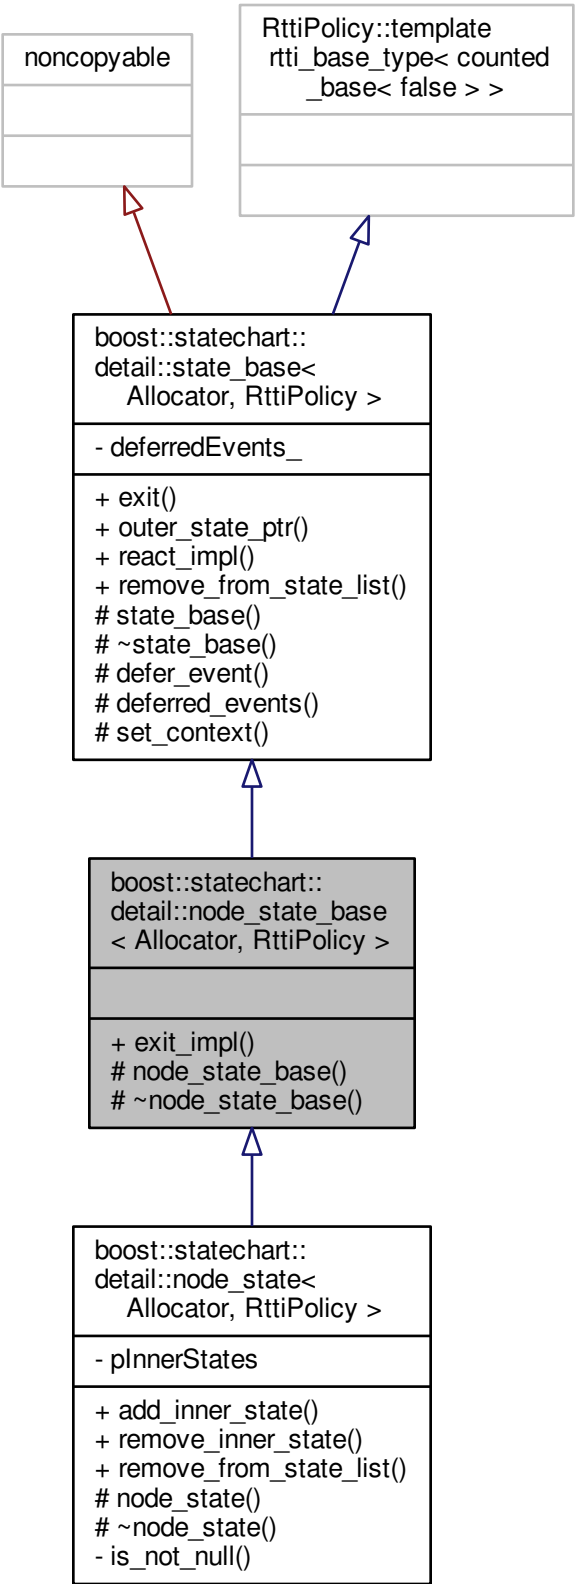 noncopyable
RttiPolicy::template
rtti_base_type< counted
_base< false > >
boost::statechart::
detail::state_base<
Allocator, RttiPolicy >
- deferredEvents_
+ exit()
+ outer_state_ptr()
+ react_impl()
+ remove_from_state_list()
# state_base()
# ~state_base()
# defer_event()
# deferred_events()
# set_context()
boost::statechart::
detail::node_state_base
< Allocator, RttiPolicy >
+ exit_impl()
# node_state_base()
# ~node_state_base()
boost::statechart::
detail::node_state<
Allocator, RttiPolicy >
- pInnerStates
+ add_inner_state()
+ remove_inner_state()
+ remove_from_state_list()
# node_state()
# ~node_state()
- is_not_null()